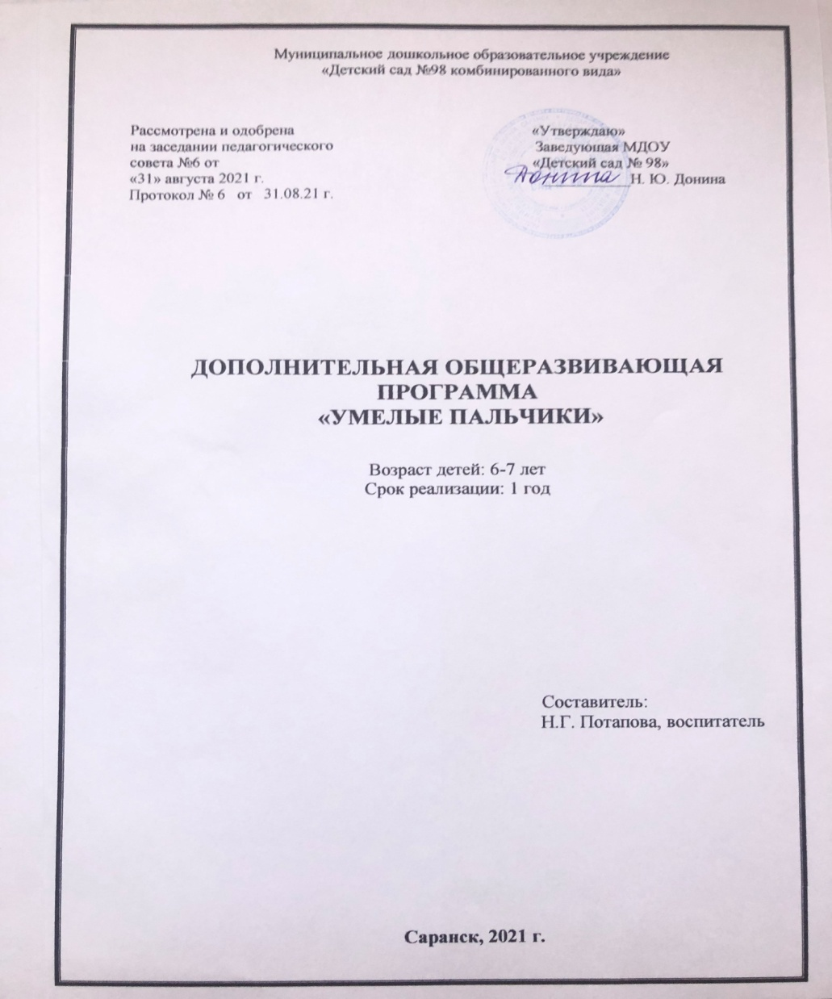 Муниципальное дошкольное образовательное учреждение
«Детский сад №98 комбинированного вида»
Рассмотрена и одобрена
на заседании педагогического
совета №6 от
«31» августа 2021 г.
Протокол № 6 от 31.08.21 г.
«Утверждаю»
Заведующая МДОУ
«Детский сад № 98»
Донина Н. Ю. Донина
ДОПОЛНИТЕЛЬНАЯ ОБЩЕРАЗВИВАЮЩАЯ
ПРОГРАММА
«УМЕЛЫЕ ПАЛЬЧИКИ»
Возраст детей: 6-7 лет
Срок реализации: 1 год
Составитель:
Н.Г. Потапова, воспитатель
Саранск, 2021 г.